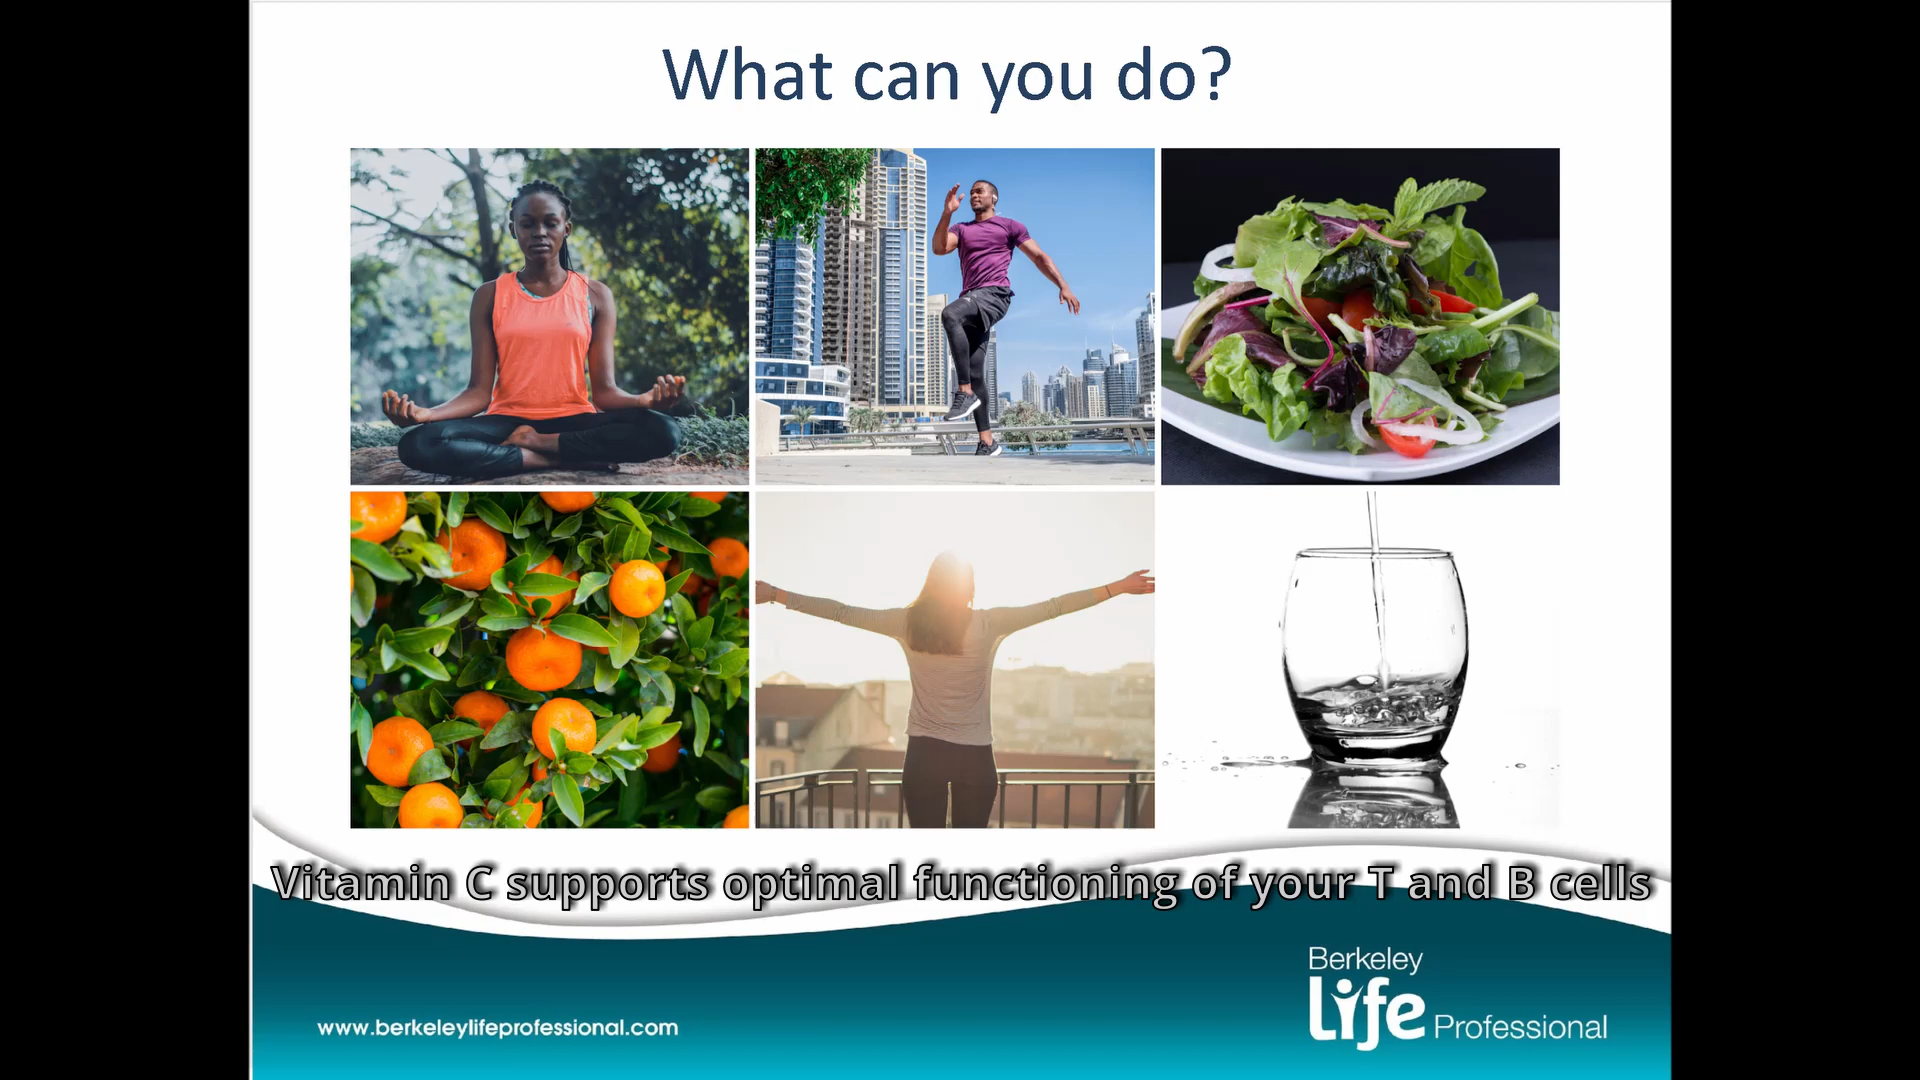 What can you do?
Vitamin C supports optimal functioning of your T and B cells
Berkeley
Life Professional
www.berkeleylifeprofessional.com